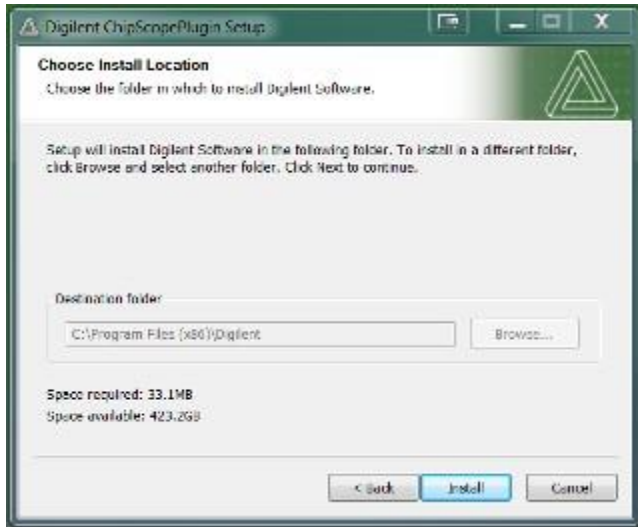 Digilent ChipScopePlugin Setup
Choose Install Location
Choose the folder in which to install Digilent Software.
Setup will install Digilent Software in the following folder. To install in a different folder,
click Browse and select another folder. Click Next to continue.
Destination folder
C:\Program Files (x86)\Digilent
Browse...
Space required: 33.1MB
Space available: 423.2GB
< Back
Install
Cancel